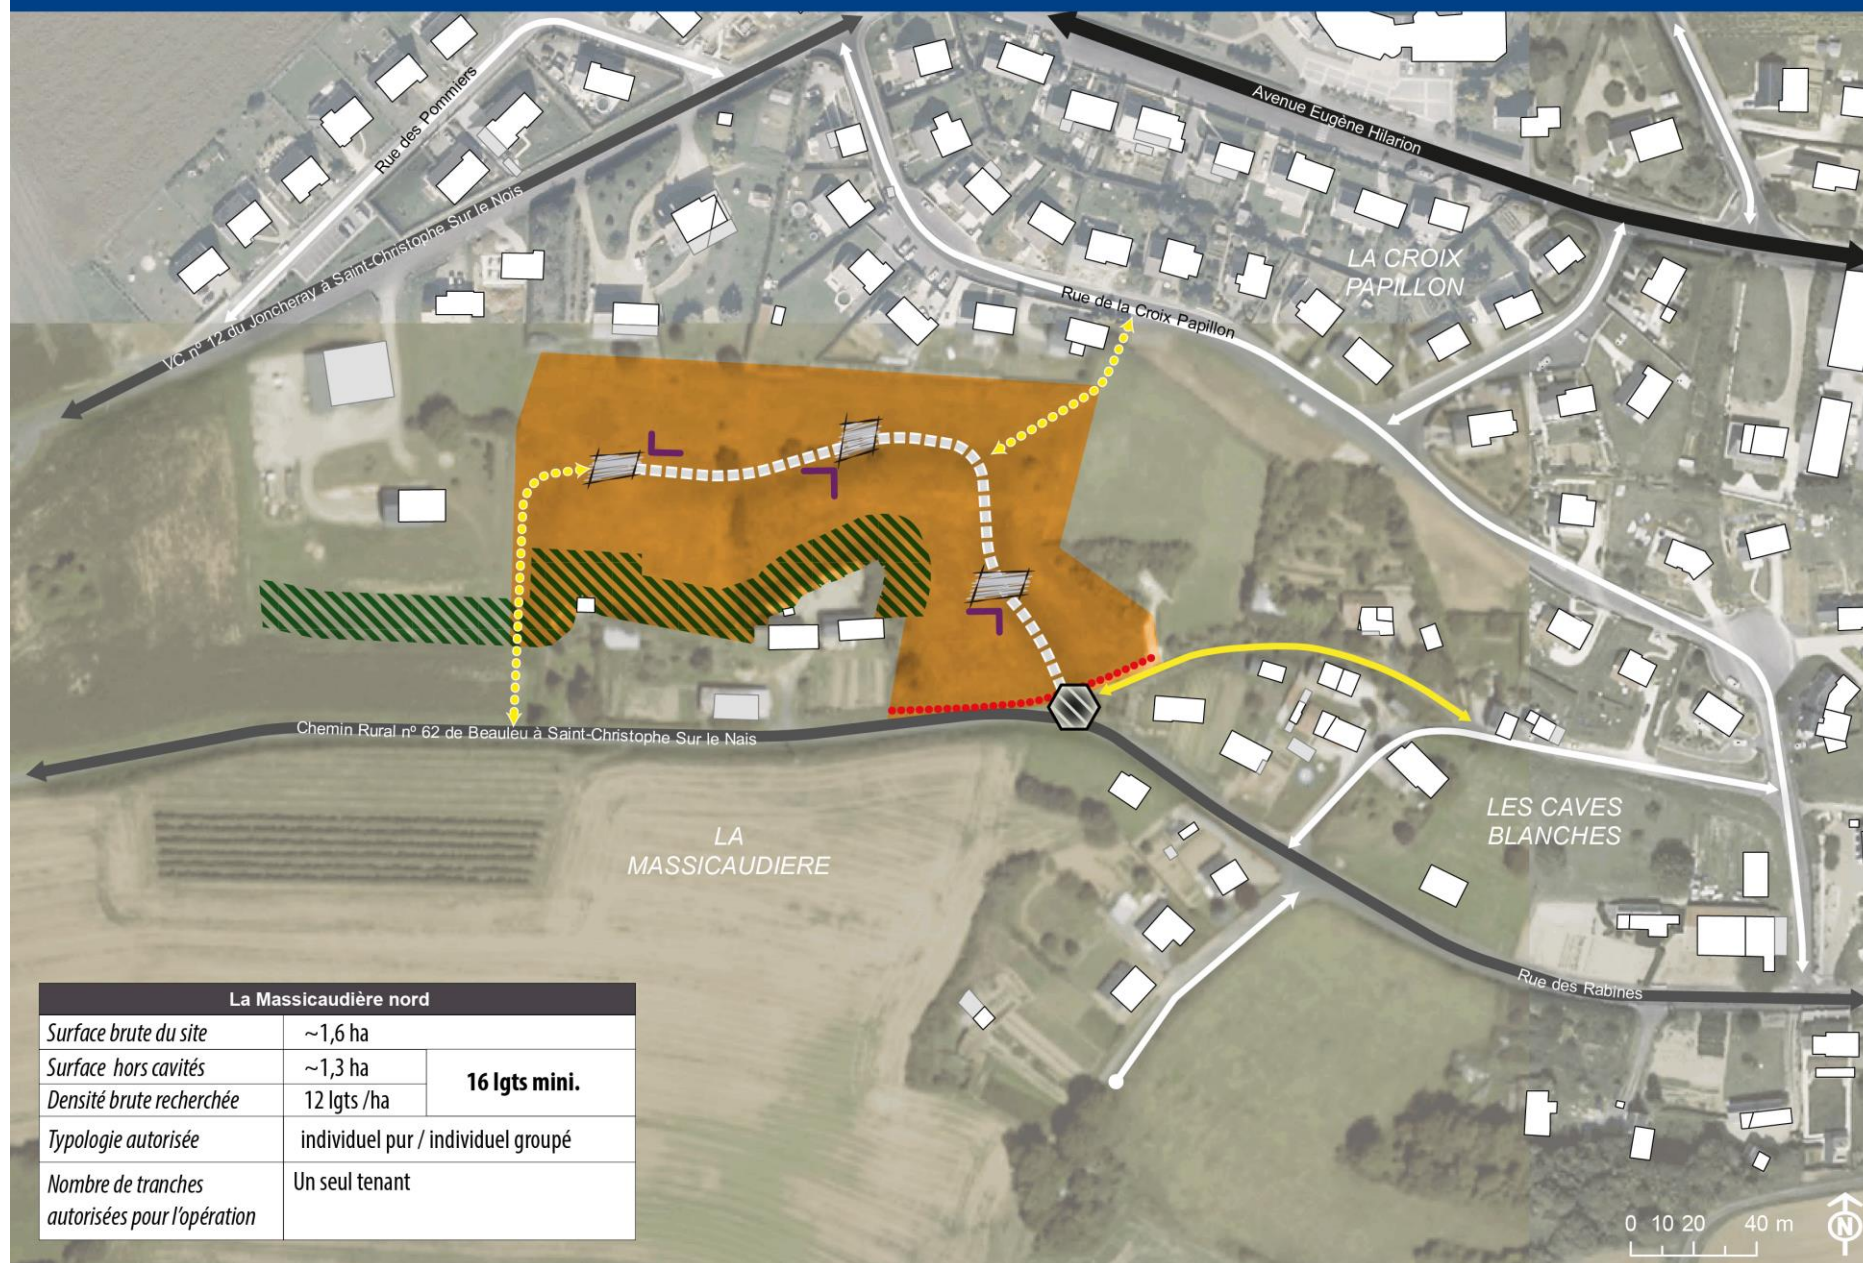 Rue des Pommiers
Avenue Eugène Hilarion
VC nº 12 du Joncheray à Saint-Christophe Sur le Nois
LA CROIX
PAPILLON
Rue de la Croix Papillon
Chemin Rural nº 62 de Beauleu à Saint-Christophe Sur le Nais
LA
MASSICAUDIERE
LES CAVES
BLANCHES
Rue des Rabines
La Massicaudière nord
Surface brute du site ~1,6 ha
Surface hors cavités ~1,3 ha
16 lgts mini.
Densité brute recherchée 12 lgts /ha
Typologie autorisée individuel pur / individuel groupé
Nombre de tranches Un seul tenant
autorisées pour l'opération
0 10 20 40 m
N